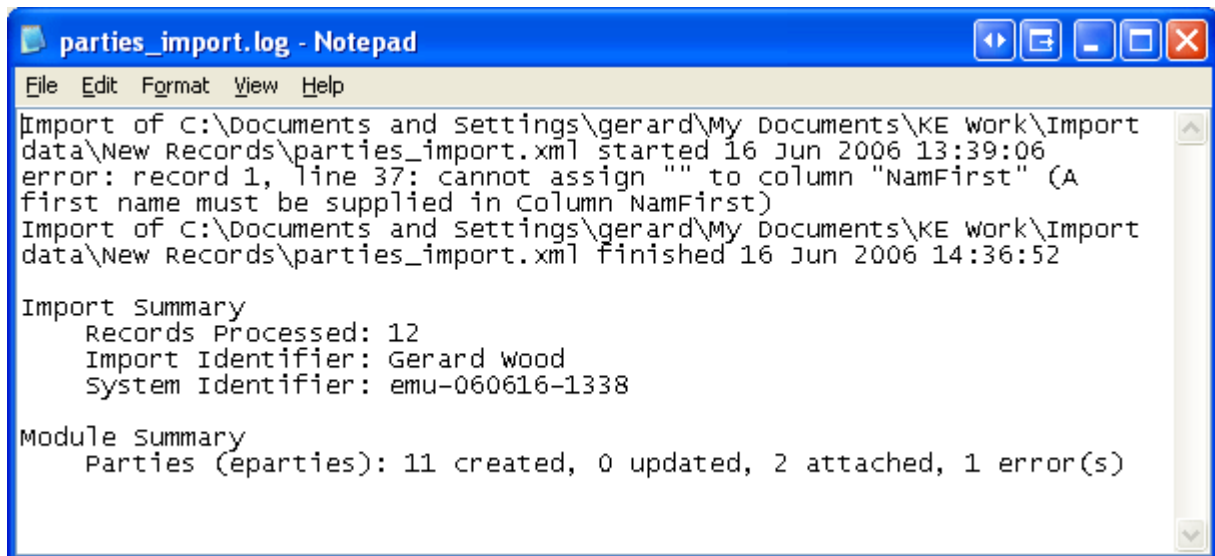 parties_import.log - Notepad
File Edit Format View Help
Import of C:\Documents and Settings\gerard\My Documents\KE Work\Import
data\New Records\parties_import.xml started 16 Jun 2006 13:39:06
error: record 1, line 37: cannot assign "" to column "NamFirst" (A
first name must be supplied in Column NamFirst)
Import of C:\Documents and Settings\gerard\My Documents\KE Work\Import
data\New Records\parties_import.xml finished 16 Jun 2006 14:36:52
Import Summary
Records Processed: 12
Import Identifier: Gerard Wood
System Identifier: emu-060616-1338
Module Summary
Parties (eparties): 11 created, 0 updated, 2 attached, 1 error(s)